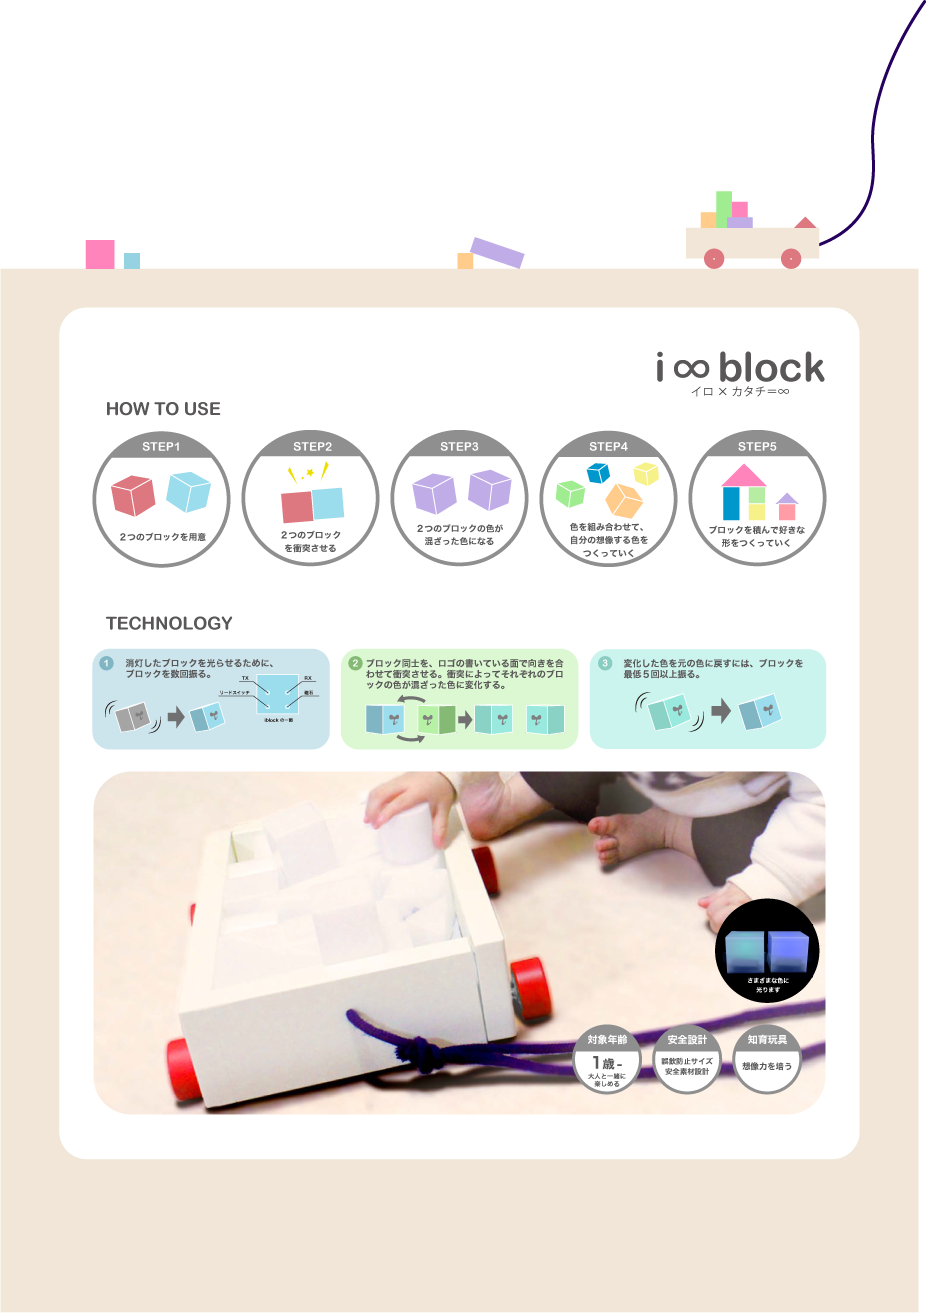 i ∞ block
イロ × カタチ＝∞
HOW TO USE
STEP1
２つのブロックを用意
STEP2
２つのブロック
を衝突させる
STEP3
２つのブロックの色が
混ざった色になる
STEP4
色を組み合わせて、
自分の想像する色を
つくっていく
STEP5
ブロックを積んで好きな
形をつくっていく
TECHNOLOGY
1
消灯したブロックを光らせるために、
ブロックを数回振る。
TX
RX
リードスイッチ
磁石
iblock の一面
2
ブロック同士を、ロゴの書いている面で向きを合
わせて衝突させる。衝突によってそれぞれのブロ
ックの色が混ざった色に変化する。
3
変化した色を元の色に戻すには、ブロックを
最低５回以上振る。
さまざまな色に
光ります
対象年齢
1歳-
大人と一緒に
楽しめる
安全設計
誤飲防止サイズ
安全素材設計
知育玩具
想像力を培う